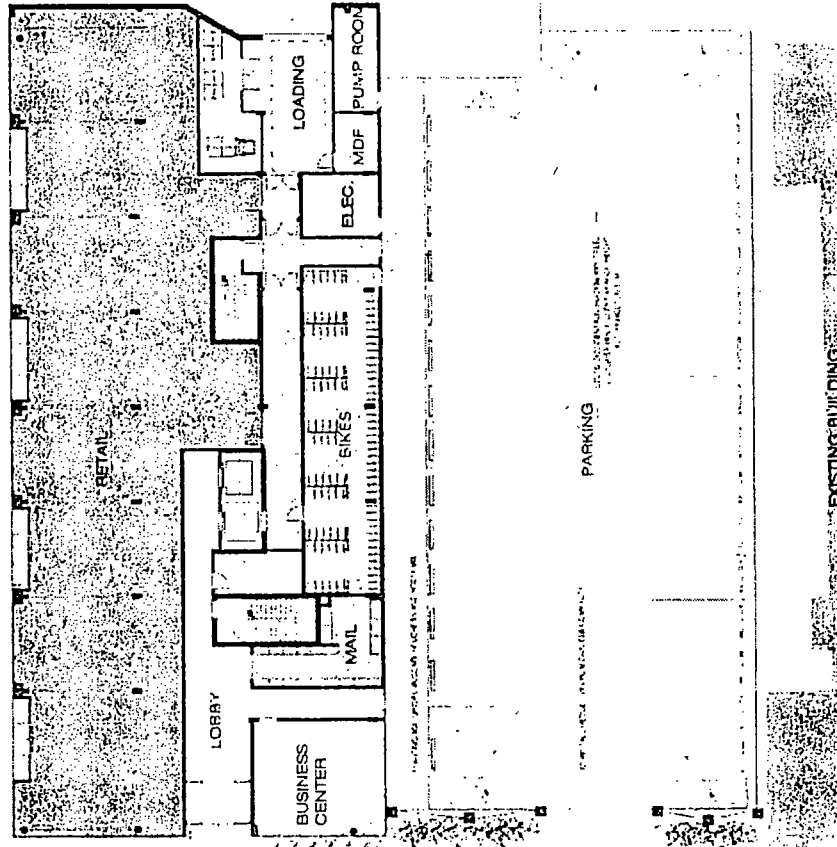 RETAIL
LOADING
PUMP ROOM
MDF
ELEC.
BIKES
MAIL
LOBBY
BUSINESS
CENTER
PARKING
EXISTING BUILDING